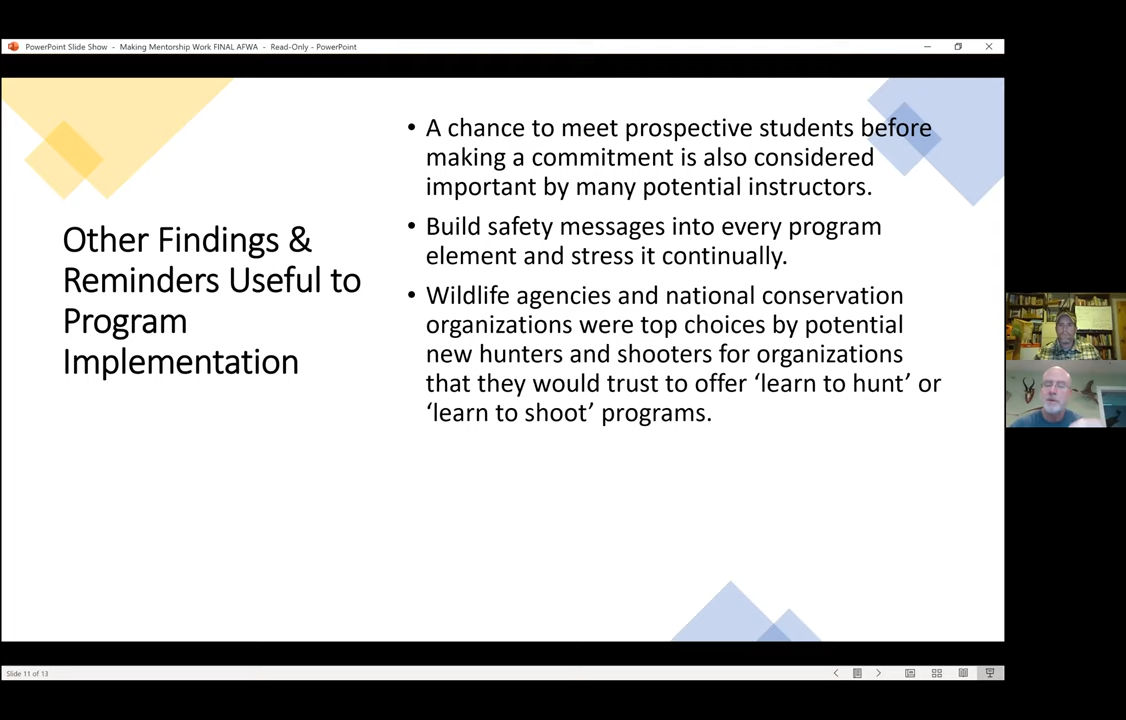 PowerPoint Slide Show - Making Mentorship Work FINAL AFWA - Read-Only - PowerPoint
Other Findings &
Reminders Useful to
Program
Implementation
• A chance to meet prospective students before
making a commitment is also considered
important by many potential instructors.
• Build safety messages into every program
element and stress it continually.
• Wildlife agencies and national conservation
organizations were top choices by potential
new hunters and shooters for organizations
that they would trust to offer ‘learn to hunt’ or
‘learn to shoot’ programs.
Slide 11 of 13